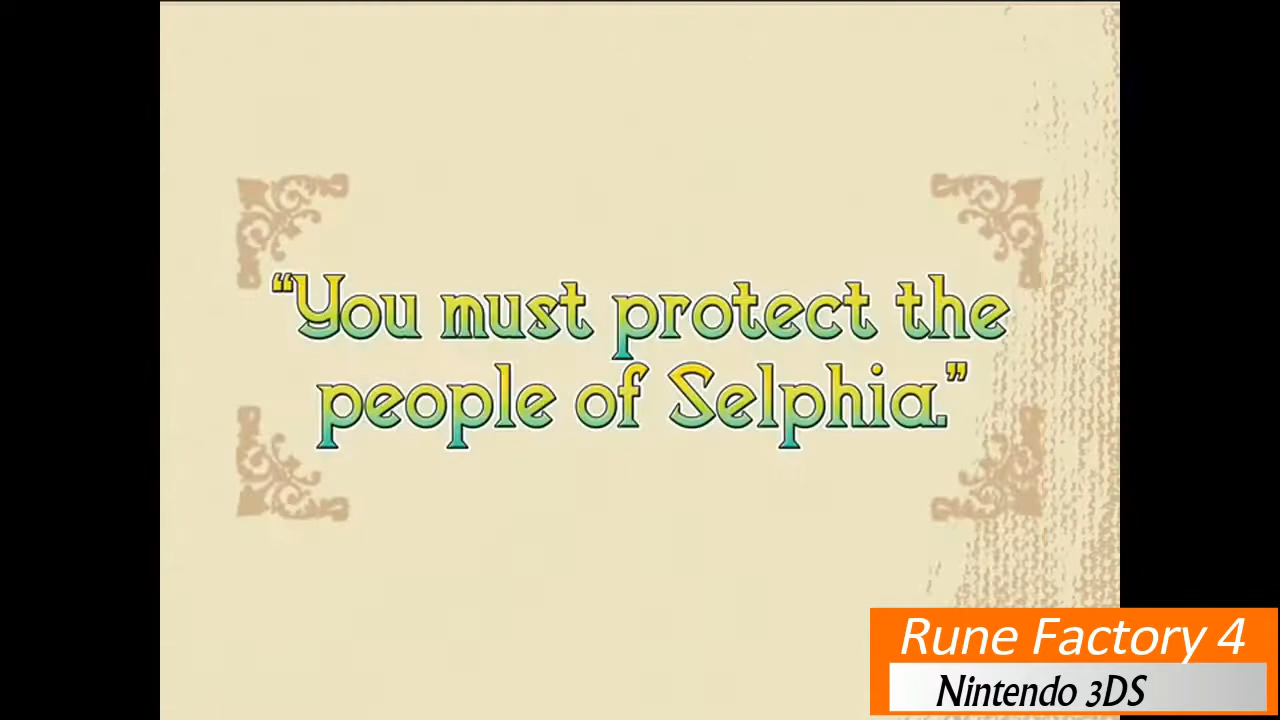 “You must protect the
people of Selphia.”
Rune Factory 4
Nintendo 3DS